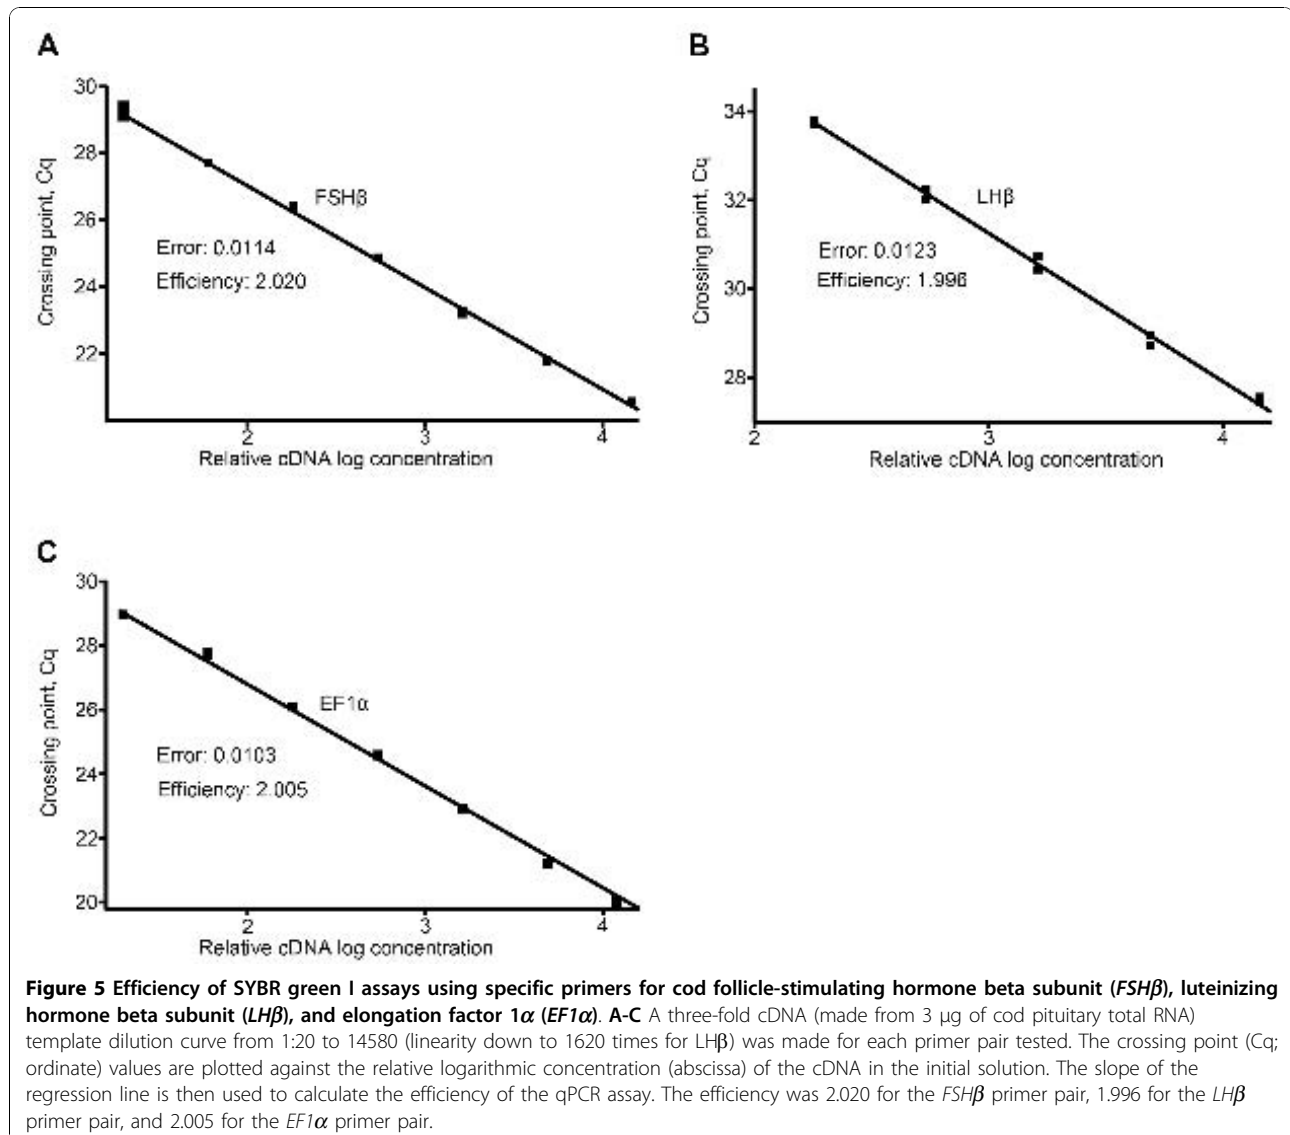 A
30
28
26
24
22
Crossing point, Cq
FSHβ
Error: 0.0114
Efficiency: 2.020
2 3 4
Relative cDNA log concentration
B
34
32
30
28
Crossing point, Cq
LHβ
Error: 0.0123
Efficiency: 1.996
2 3 4
Relative cDNA log concentration
C
30
28
26
24
22
20
Crossing point, Cq
EF1α
Error: 0.0103
Efficiency: 2.005
2 3 4
Relative cDNA log concentration
Figure 5 Efficiency of SYBR green I assays using specific primers for cod follicle-stimulating hormone beta subunit (FSHβ), luteinizing
hormone beta subunit (LHβ), and elongation factor 1α (EF1α). A-C A three-fold cDNA (made from 3 μg of cod pituitary total RNA)
template dilution curve from 1:20 to 14580 (linearity down to 1620 times for LHβ) was made for each primer pair tested. The crossing point (Cq;
ordinate) values are plotted against the relative logarithmic concentration (abscissa) of the cDNA in the initial solution. The slope of the
regression line is then used to calculate the efficiency of the qPCR assay. The efficiency was 2.020 for the FSHβ primer pair, 1.996 for the LHβ
primer pair, and 2.005 for the EF1α primer pair.